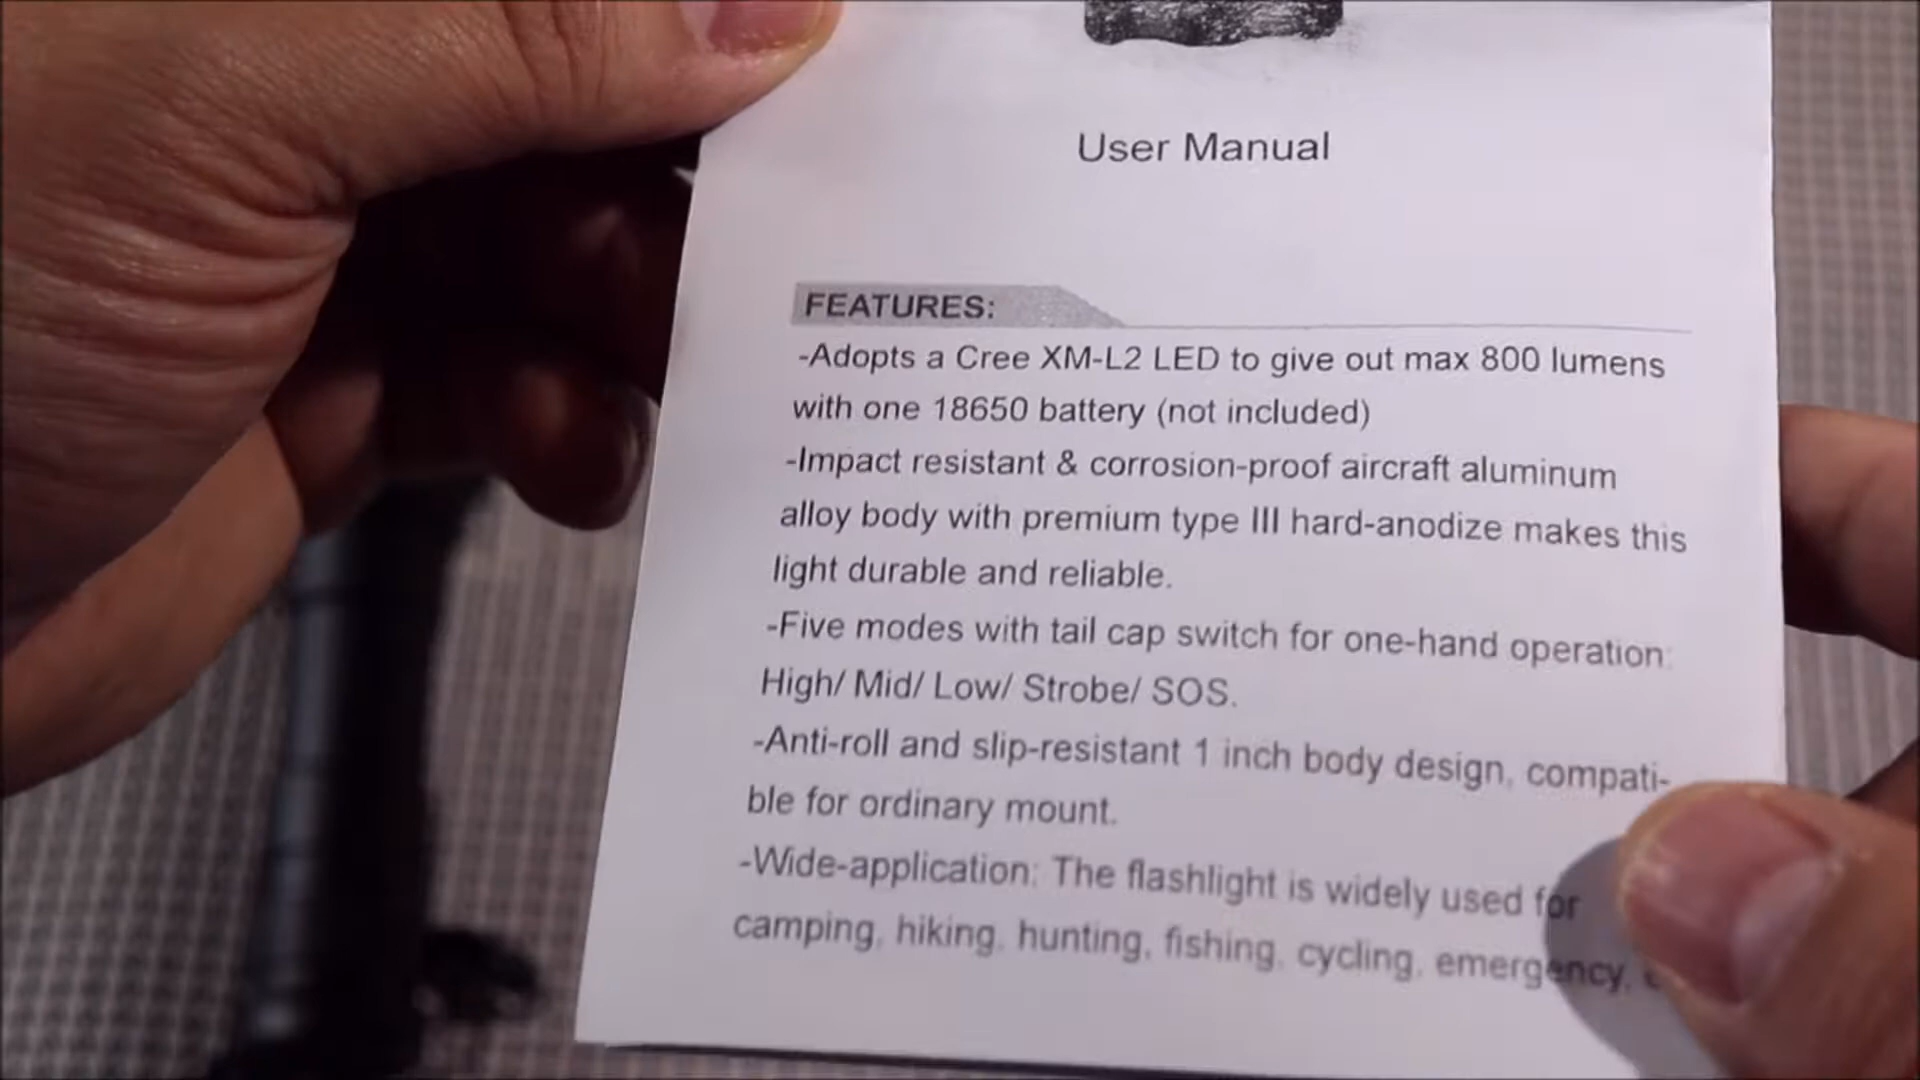 User Manual
FEATURES:
-Adopts a Cree XM-L2 LED to give out max 800 lumens
with one 18650 battery (not included)
-Impact resistant & corrosion-proof aircraft aluminum
alloy body with premium type III hard-anodize makes this
light durable and reliable.
-Five modes with tail cap switch for one-hand operation:
High/ Mid/ Low/ Strobe/ SOS.
-Anti-roll and slip-resistant 1 inch body design, compati-
ble for ordinary mount.
-Wide-application: The flashlight is widely used for
camping, hiking, hunting, fishing, cycling, emergency,